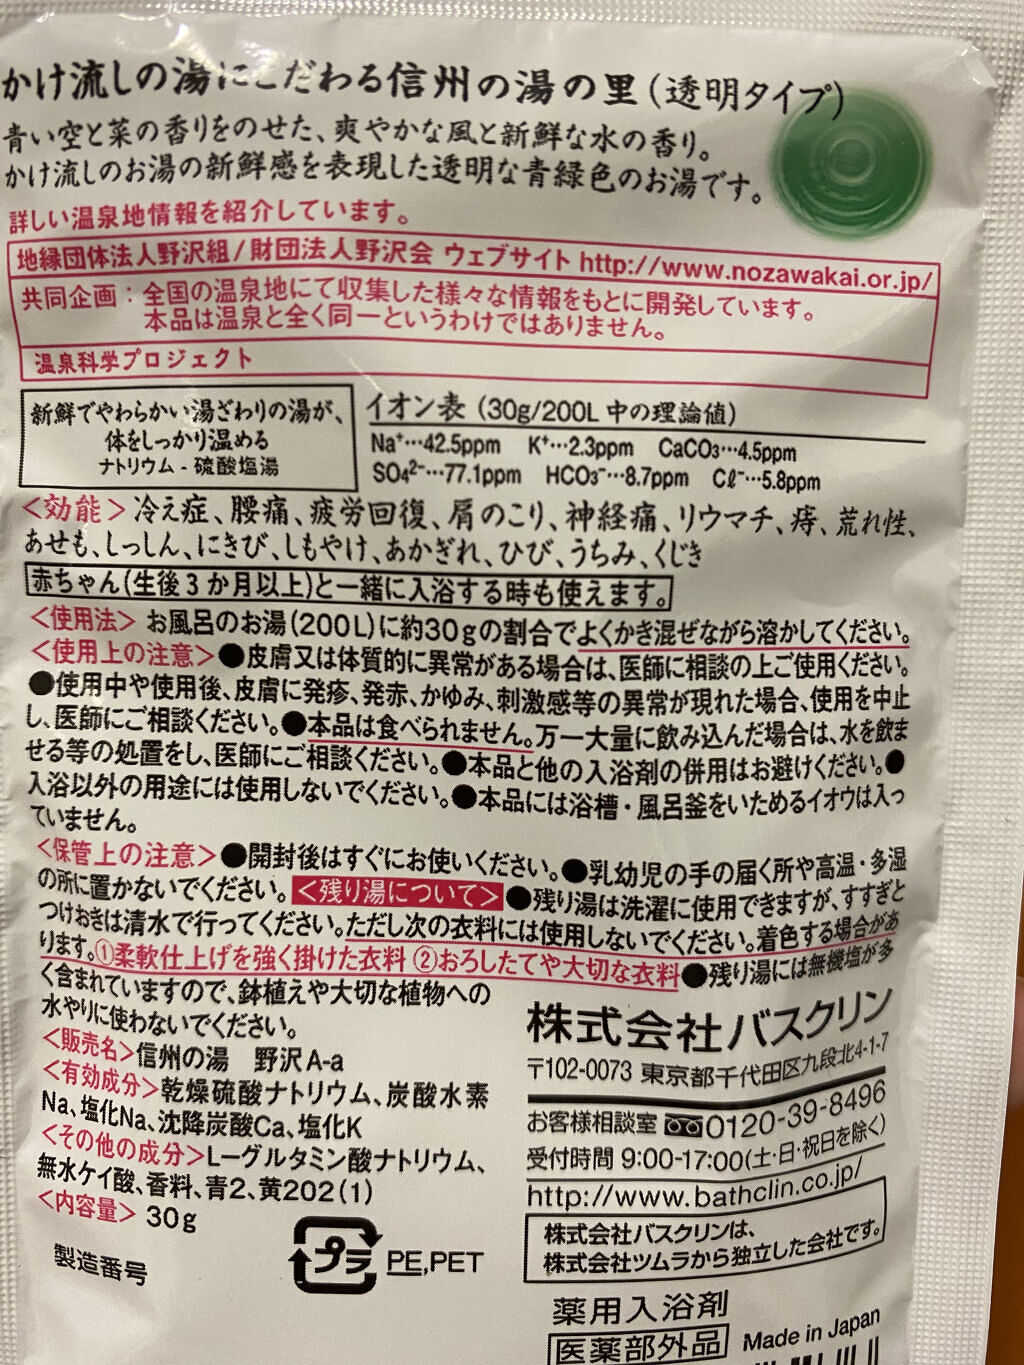 かけ流しの湯にこだわる信州の湯の里(透明タイプ)
青い空と菜の香りをのせた、爽やかな風と新鮮な水の香り。
かけ流しのお湯の新鮮感を表現した透明な青緑色のお湯です。
詳しい温泉地情報を紹介しています。
地縁団体法人野沢組/財団法人野沢会 ウェブサイト http://www.nozawakai.or.jp/
共同企画:全国の温泉地にて収集した様々な情報をもとに開発しています。
本品は温泉と全く同一というわけではありません。
温泉科学プロジェクト
新鮮でやわらかい湯ざわりの湯が、
体をしっかり温める
ナトリウム-硫酸塩湯
イオン表(30g/200L中の理論値)
Na⁺…42.5ppm K⁺…2.3ppm CaCO₃…4.5ppm
SO₄²⁻…77.1ppm HCO₃⁻…8.7ppm Cℓ⁻…5.8ppm
<効能>冷え症、腰痛、疲労回復、肩のこり、神経痛、リウマチ、痔、荒れ性、
あせも、しっしん、にきび、しもやけ、あかぎれ、ひび、うちみ、くじき
赤ちゃん(生後3か月以上)と一緒に入浴する時も使えます。
<使用法>お風呂のお湯(200L)に約30gの割合でよくかき混ぜながら溶かしてください。
<使用上の注意>●皮膚又は体質的に異常がある場合は、医師に相談の上ご使用ください。
●使用中や使用後、皮膚に発疹、発赤、かゆみ、刺激感等の異常が現れた場合、使用を中止
し、医師にご相談ください。●本品は食べられません。万一大量に飲み込んだ場合は、水を飲ま
せる等の処置をし、医師にご相談ください。●本品と他の入浴剤の併用はお避けください。●
入浴以外の用途には使用しないでください。●本品には浴槽・風呂釜をいためるイオウは入っ
ていません。
<保管上の注意>●開封後はすぐにお使いください。●乳幼児の手の届く所や高温・多湿
の所に置かないでください。<残り湯について>●残り湯は洗濯に使用できますが、すすぎと
つけおきは清水で行ってください。ただし次の衣料には使用しないでください。着色する場合があ
ります。①柔軟仕上げを強く掛けた衣料 ②おろしたてや大切な衣料●残り湯には無機塩が多
く含まれていますので、鉢植えや大切な植物への
水やりに使わないでください。
<販売名>信州の湯 野沢A-a
<有効成分>乾燥硫酸ナトリウム、炭酸水素
Na、塩化Na、沈降炭酸Ca、塩化K
<その他の成分>L-グルタミン酸ナトリウム、
無水ケイ酸、香料、青2、黄202(1)
<内容量>30g
製造番号
プラ PE,PET
株式会社バスクリン
〒102-0073 東京都千代田区九段北4-1-7
お客様相談室 0120-39-8496
受付時間 9:00-17:00(土・日・祝日を除く)
http://www.bathclin.co.jp/
株式会社バスクリンは、
株式会社ツムラから独立した会社です。
薬用入浴剤
医薬部外品 Made in Japan